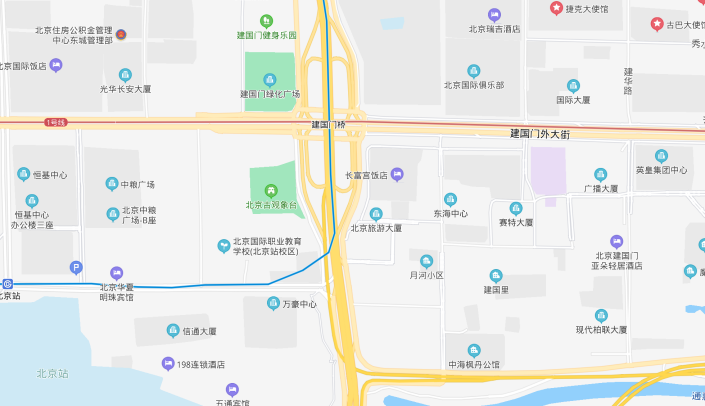 捷克大使馆
北京瑞吉酒店
建国门健身乐园
古巴大使馆
北京住房公积金管理
中心东城管理部
秀水
北京国际饭店
光华长安大厦
建国门绿化广场
北京国际俱乐部
国际大厦
建华路
1号线
建国门桥
建国门外大街
英皇集团中心
恒基中心
中粮广场
长富宫饭店
广播大厦
恒基中心
办公楼三座
北京中粮
广场-B座
北京古观象台
东海中心
赛特大厦
北京旅游大厦
北京国际职业教育
学校(北京站校区)
北京建国门
亚朵轻居酒店
月河小区
建国里
北京站
北京华夏
明珠宾馆
万豪中心
信通大厦
现代柏联大厦
198连锁酒店
中海枫丹公馆
北京站
五通宾馆
通惠